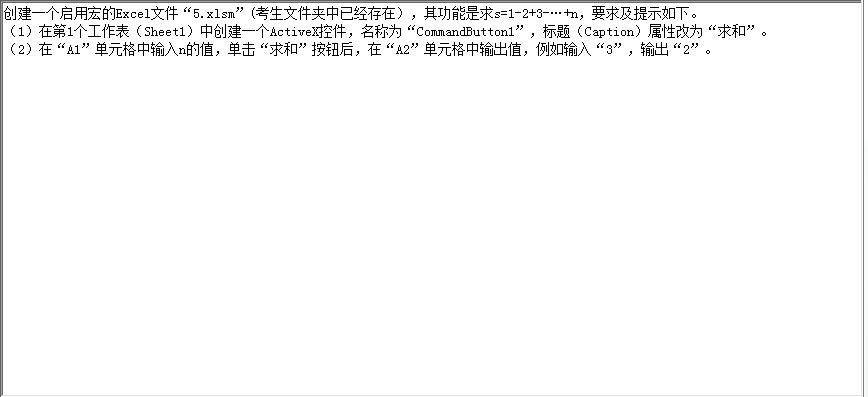 创建一个启用宏的Excel文件“5.xlsm”(考生文件夹中已经存在），其功能是求s=1-2+3-…+n，要求及提示如下。
（1）在第1个工作表（Sheet1）中创建一个ActiveX控件，名称为“CommandButton1”，标题（Caption）属性改为“求和”。
（2）在“A1”单元格中输入n的值，单击“求和”按钮后，在“A2”单元格中输出值，例如输入“3”，输出“2”。